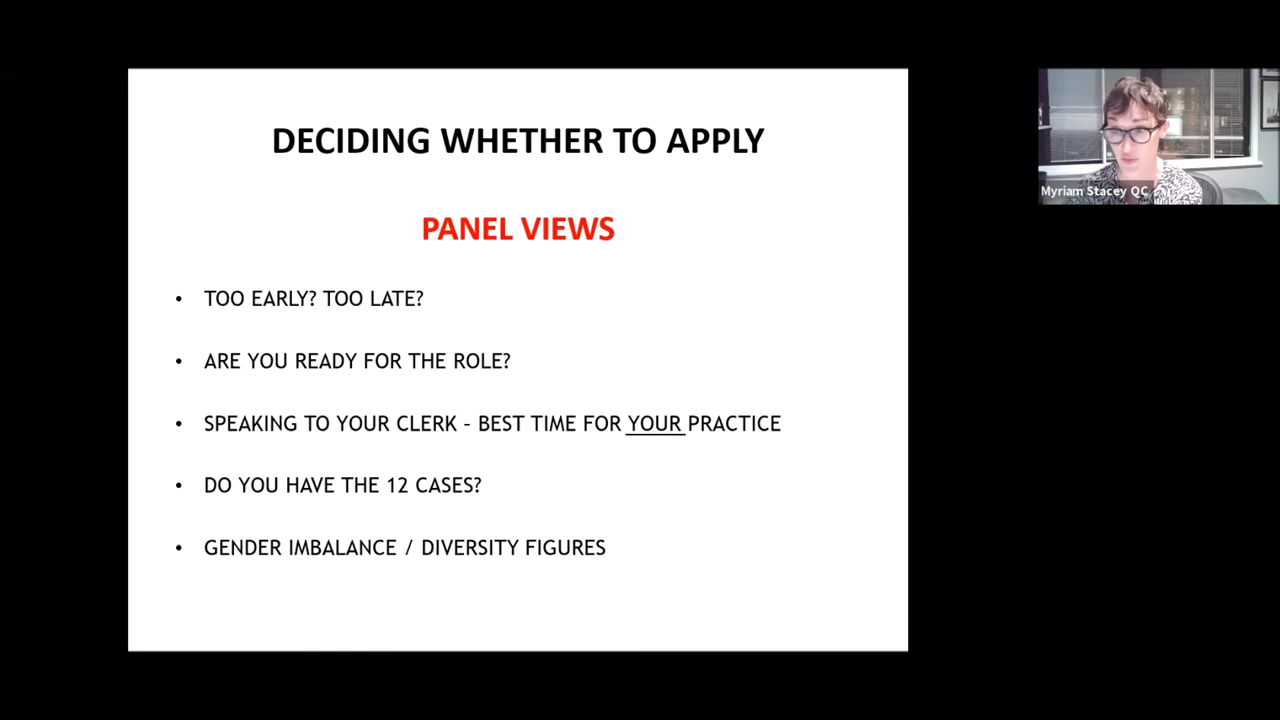 DECIDING WHETHER TO APPLY
PANEL VIEWS
• TOO EARLY? TOO LATE?
• ARE YOU READY FOR THE ROLE?
• SPEAKING TO YOUR CLERK – BEST TIME FOR YOUR PRACTICE
• DO YOU HAVE THE 12 CASES?
• GENDER IMBALANCE / DIVERSITY FIGURES
Myriam Stacey QC